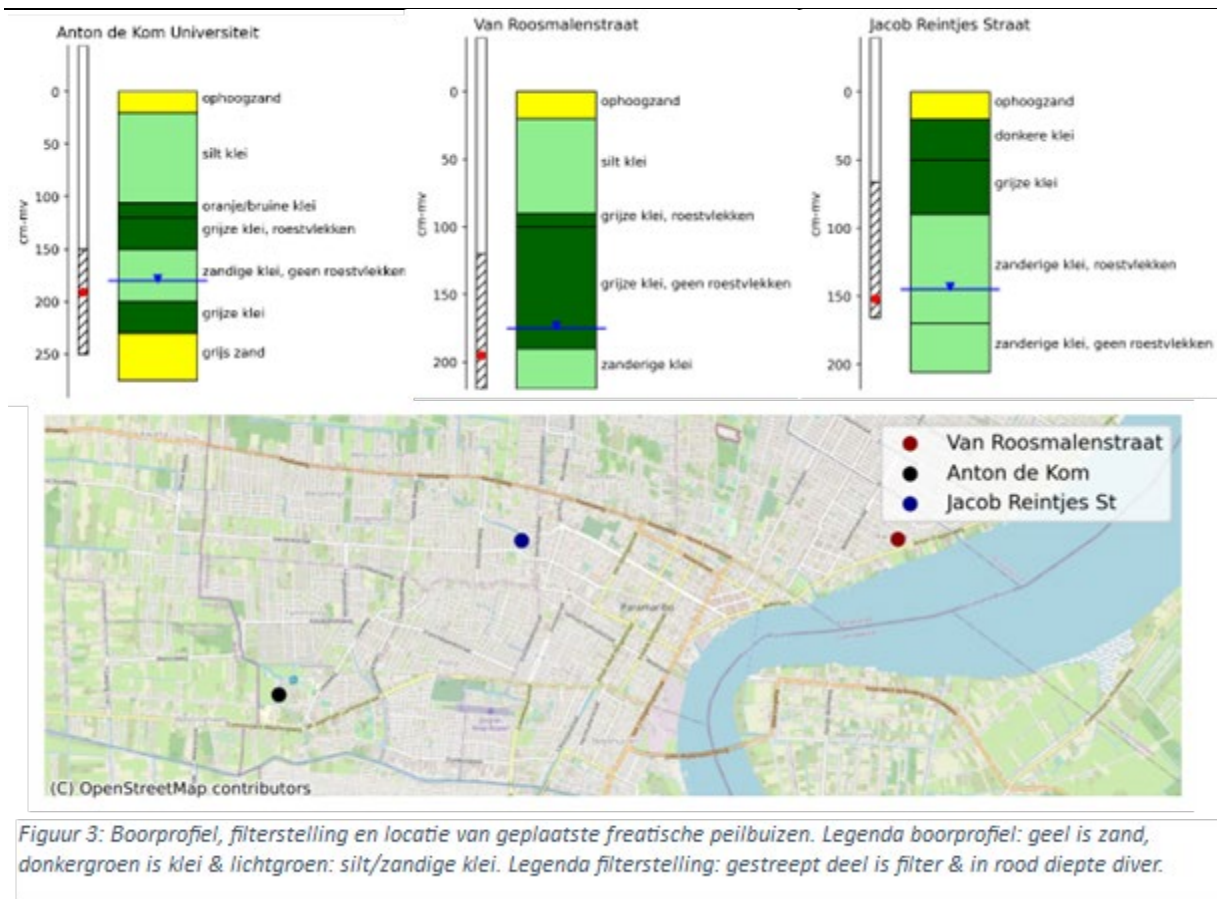 Anton de Kom Universiteit
0
50
100
150
200
250
cm-mv
ophoogzand
silt klei
oranje/bruine klei
grijze klei, roestvlekken
zandige klei, geen roestvlekken
grijze klei
grijs zand
Van Roosmalenstraat
0
50
100
150
200
cm-mv
ophoogzand
silt klei
grijze klei, roestvlekken
grijze klei, geen roestvlekken
zanderige klei
Jacob Reintjes Straat
0
50
100
150
200
cm-mv
ophoogzand
donkere klei
grijze klei
zanderige klei, roestvlekken
zanderige klei, geen roestvlekken
Van Roosmalenstraat
Anton de Kom
Jacob Reintjes St
Paramaribo
(C) OpenStreetMap contributors
Figuur 3: Boorprofiel, filterstelling en locatie van geplaatste freatische peilbuizen. Legenda boorprofiel: geel is zand,
donkergroen is klei & lichtgroen: silt/zandige klei. Legenda filterstelling: gestreept deel is filter & in rood diepte diver.